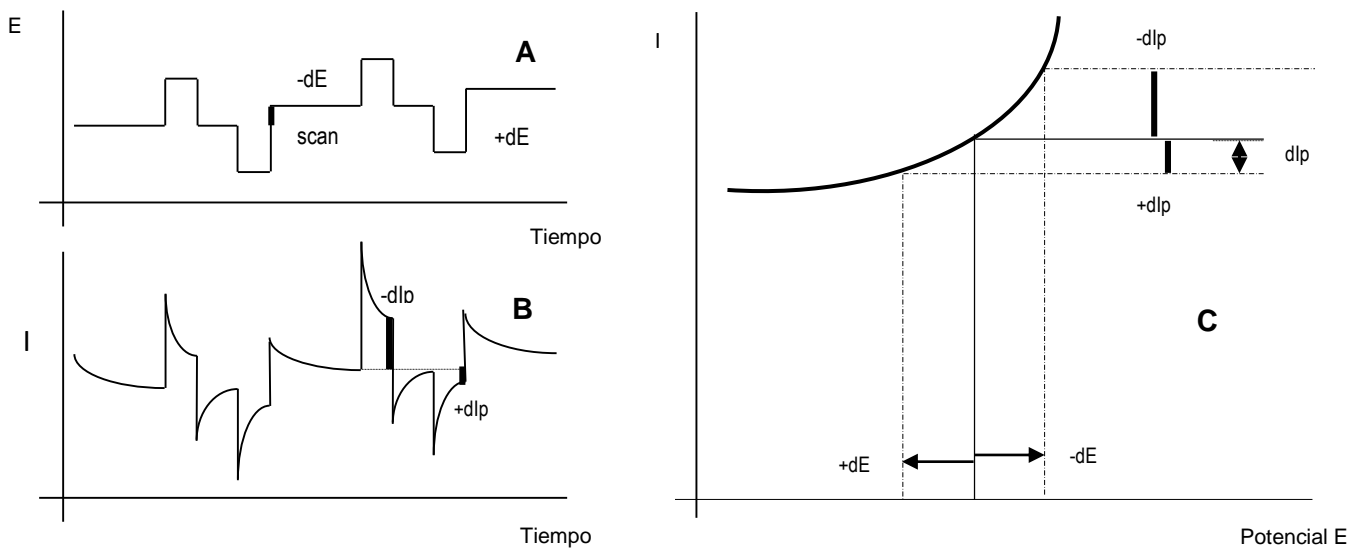 E
A
-dE
scan
+dE
Tiempo
I
B
-dIp
+dIp
Tiempo
I
-dIp
dIp
+dIp
C
+dE
-dE
Potencial E